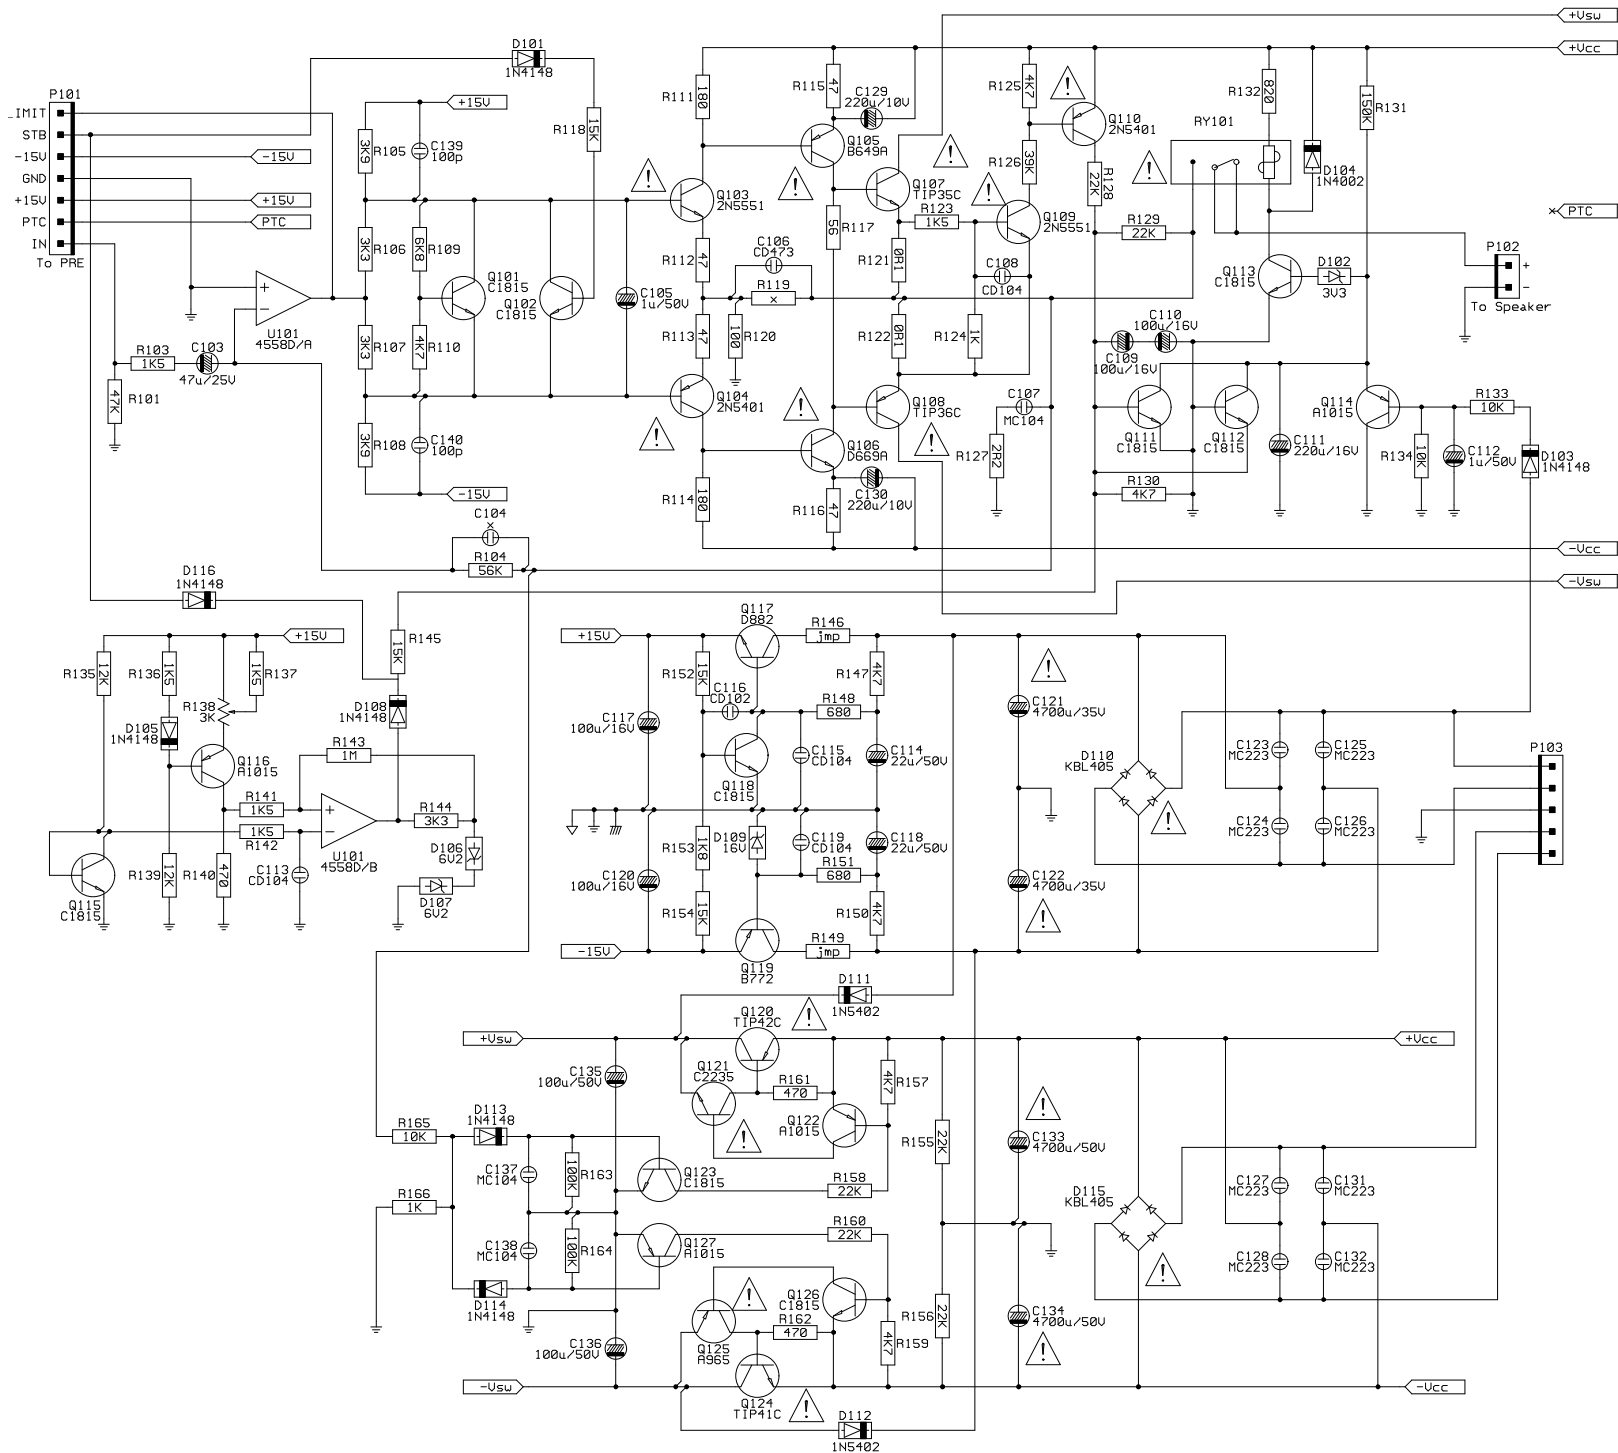 +Vsw
+Vcc
P101
_IMIT
STB
-15V
GND
+15V
PTC
IN
To PRE
-15V
+15V
PTC
D101
1N4148
R118
15K
+15V
R105
3K9
C139
100p
R106
3K3
R109
6K8
Q101
C1815
Q102
C1815
C105
1u/50V
R107
3K3
R110
4K7
R108
3K9
C140
100p
-15V
U101
4558D/A
R103
1K5
C103
47u/25V
R101
47K
R111
180
Q103
2N5551
R112
47
R113
47
Q104
2N5401
R114
180
C106
CD473
R119
x
R120
100
R115
47
C129
220u/10V
Q105
B649A
R117
56
Q106
D669A
C130
220u/10V
R116
47
Q107
TIP35C
R123
1K5
R121
0R1
R122
0R1
Q108
TIP36C
R125
4K7
R126
39K
Q109
2N5551
C108
CD104
R124
1K
C107
MC104
R127
2R2
Q110
2N5401
R128
22K
R129
22K
RY101
R132
820
D104
1N4002
R131
150K
PTC
P102
+
-
To Speaker
Q113
C1815
D102
3V3
C110
100u/16V
C109
100u/16V
Q111
C1815
Q112
C1815
C111
220u/16V
R130
4K7
Q114
A1015
R133
10K
R134
10K
C112
1u/50V
D103
1N4148
-Vcc
-Vsw
C104
x
R104
56K
D116
1N4148
+15V
R135
12K
R136
1K5
R138
3K
R137
1K5
D105
1N4148
Q116
A1015
R145
15K
D108
1N4148
R143
1M
R141
1K5
1K5
R142
U101
4558D/B
R144
3K3
D106
6V2
D107
6V2
Q115
C1815
R139
12K
R140
470
C113
CD104
+15V
Q117
D882
R146
jmp
R152
15K
C116
CD102
R148
680
R147
4K7
C117
100u/16V
Q118
C1815
C115
CD104
C114
22u/50V
R153
1K8
D109
16V
C119
CD104
C118
22u/50V
R151
680
C120
100u/16V
R154
15K
R150
4K7
-15V
Q119
B772
R149
jmp
C121
4700u/35V
C122
4700u/35V
D110
KBL405
C123
MC223
C125
MC223
C124
MC223
C126
MC223
P103
D111
1N5402
+Vsw
Q120
TIP42C
+Vcc
C135
100u/50V
Q121
C2235
R161
470
R157
4K7
Q122
A1015
R165
10K
D113
1N4148
C137
MC104
R163
100K
Q123
C1815
R158
22K
R155
22K
C133
4700u/50V
R166
1K
R160
22K
C138
MC104
R164
100K
Q127
A1015
D114
1N4148
D115
KBL405
C127
MC223
C131
MC223
C128
MC223
C132
MC223
Q126
C1815
R162
470
R156
22K
C134
4700u/50V
Q125
A965
R159
4K7
C136
100u/50V
-Vsw
Q124
TIP41C
-Vcc
D112
1N5402